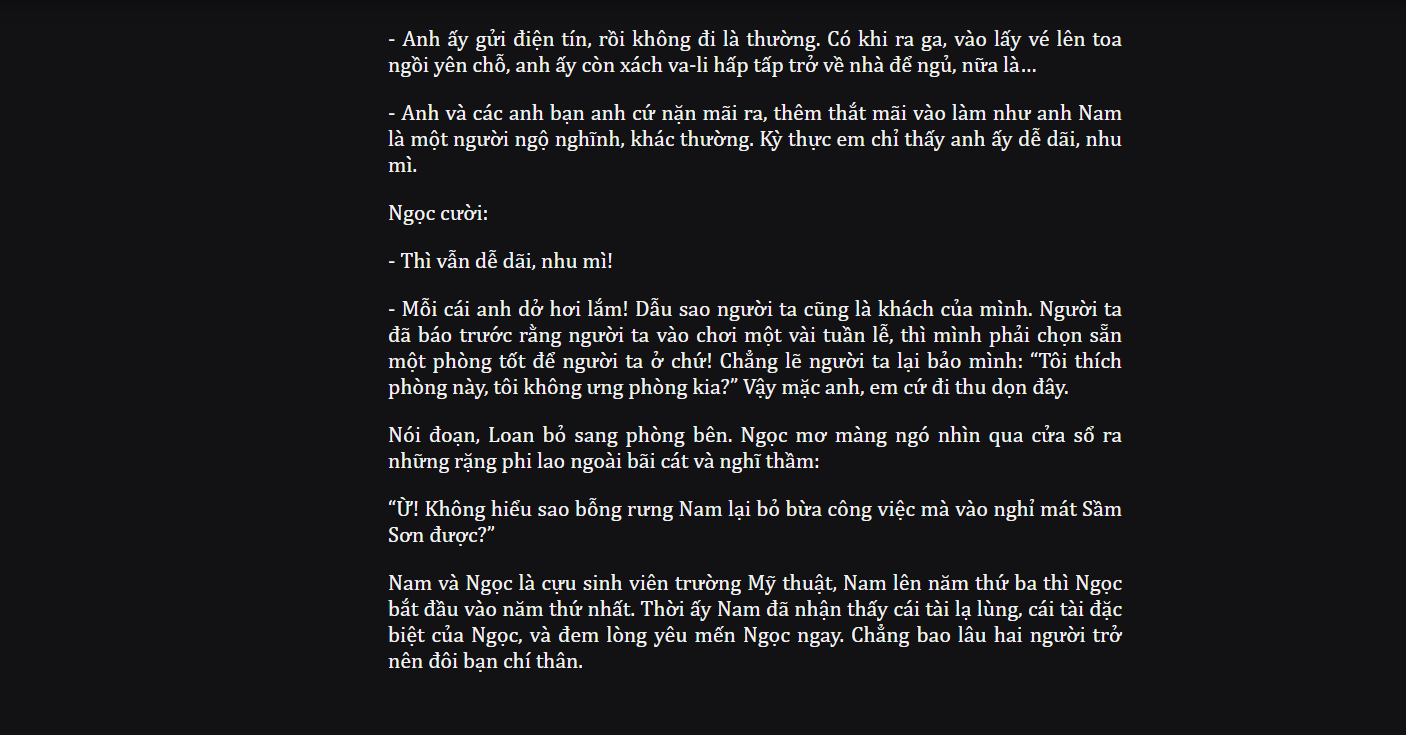 - Anh ấy gửi điện tín, rồi không đi là thường. Có khi ra ga, vào lấy vé lên toa
ngồi yên chỗ, anh ấy còn xách va-li hấp tấp trở về nhà để ngủ, nữa là…
- Anh và các anh bạn anh cứ nặn mãi ra, thêm thắt mãi vào làm như anh Nam
là một người ngộ nghĩnh, khác thường. Kỳ thực em chỉ thấy anh ấy dễ dãi, nhu
mì.
Ngọc cười:
- Thì vẫn dễ dãi, nhu mì!
- Mỗi cái anh dở hơi lắm! Dẫu sao người ta cũng là khách của mình. Người ta
đã báo trước rằng người ta vào chơi một vài tuần lễ, thì mình phải chọn sẵn
một phòng tốt để người ta ở chứ! Chẳng lẽ người ta lại bảo mình: “Tôi thích
phòng này, tôi không ưng phòng kia?” Vậy mặc anh, em cứ đi thu dọn đây.
Nói đoạn, Loan bỏ sang phòng bên. Ngọc mơ màng ngó nhìn qua cửa sổ ra
những rặng phi lao ngoài bãi cát và nghĩ thầm:
“Ừ! Không hiểu sao bỗng rưng Nam lại bỏ bừa công việc mà vào nghỉ mát Sầm
Sơn được?”
Nam và Ngọc là cựu sinh viên trường Mỹ thuật, Nam lên năm thứ ba thì Ngọc
bắt đầu vào năm thứ nhất. Thời ấy Nam đã nhận thấy cái tài lạ lùng, cái tài đặc
biệt của Ngọc, và đem lòng yêu mến Ngọc ngay. Chẳng bao lâu hai người trở
nên đôi bạn chí thân.